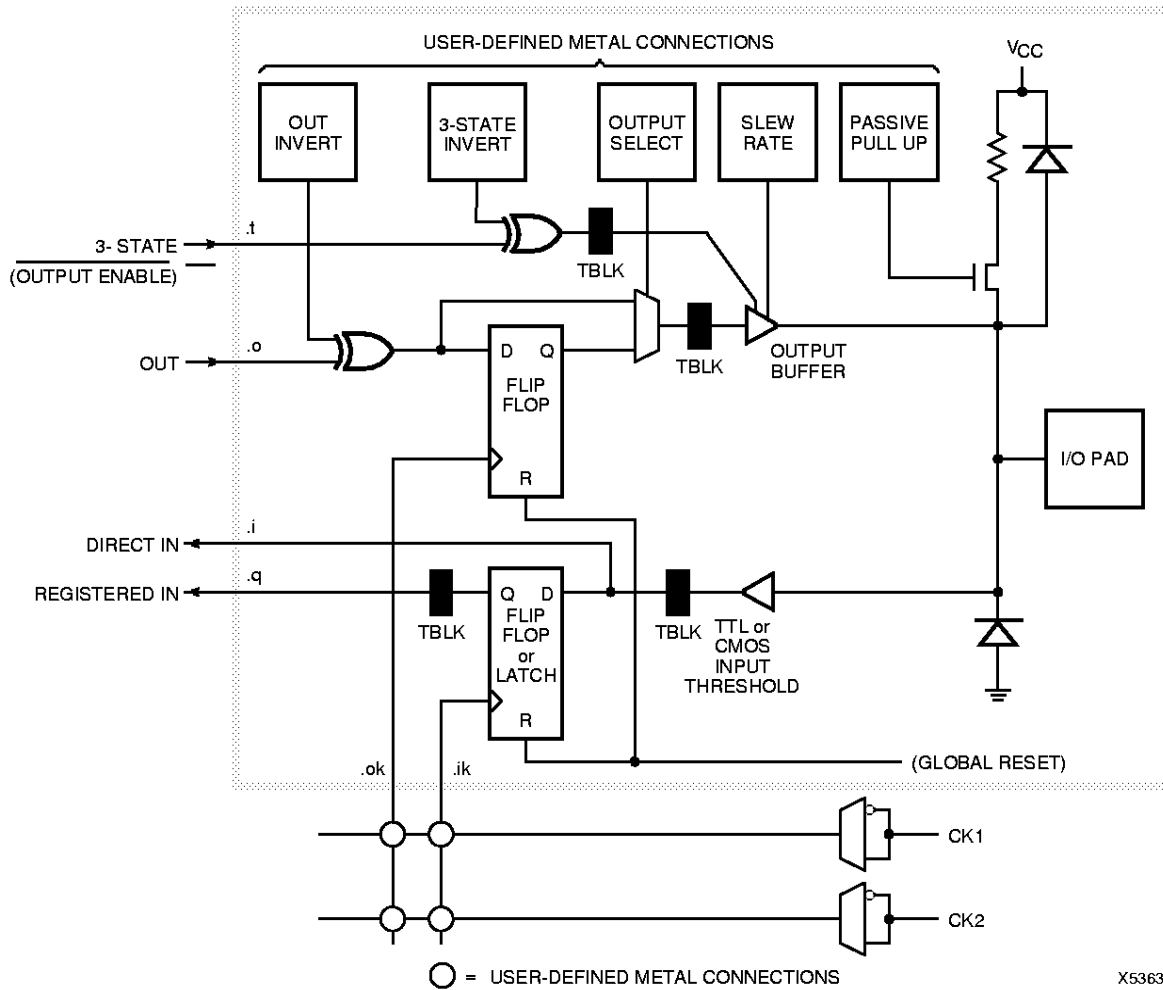 USER-DEFINED METAL CONNECTIONS
VCC
OUT
INVERT
3-STATE
INVERT
OUTPUT
SELECT
SLEW
RATE
PASSIVE
PULL UP
.t
3- STATE
(OUTPUT ENABLE)
TBLK
.o
OUT
D Q
FLIP
FLOP
R
TBLK
OUTPUT
BUFFER
I/O PAD
.i
DIRECT IN
.q
REGISTERED IN
TBLK
Q D
FLIP
FLOP
or
LATCH
R
TBLK
TTL or
CMOS
INPUT
THRESHOLD
.ok
.ik
(GLOBAL RESET)
CK1
CK2
= USER-DEFINED METAL CONNECTIONS
X5363